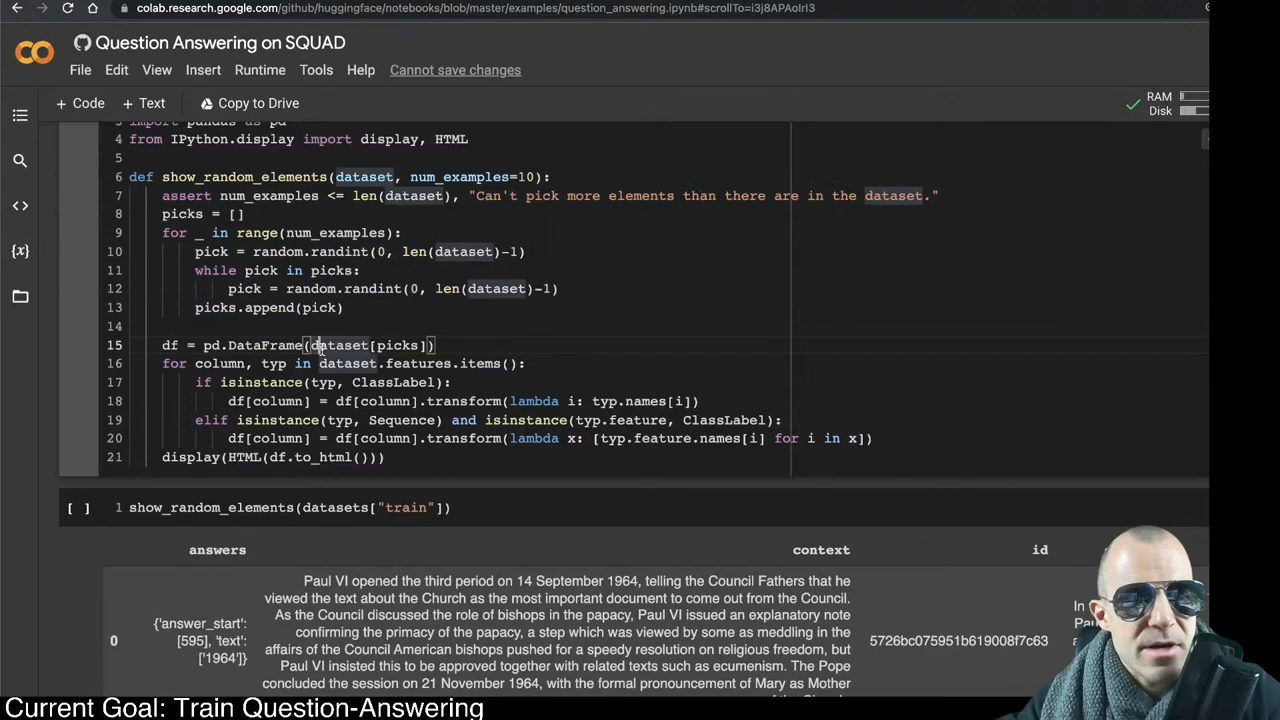 colab.research.google.com/github/huggingface/notebooks/blob/master/examples/question_answering.ipynb#scrollTo=i3j8APAoIrI3
Question Answering on SQUAD
File Edit View Insert Runtime Tools Help Cannot save changes
+ Code + Text Copy to Drive
RAM
Disk
3 import pandas as pd
4 from IPython.display import display, HTML
5
6 def show_random_elements(dataset, num_examples=10):
7 assert num_examples <= len(dataset), "Can't pick more elements than there are in the dataset."
8 picks = []
9 for _ in range(num_examples):
10 pick = random.randint(0, len(dataset)-1)
11 while pick in picks:
12 pick = random.randint(0, len(dataset)-1)
13 picks.append(pick)
14
15 df = pd.DataFrame(dataset[picks])
16 for column, typ in dataset.features.items():
17 if isinstance(typ, ClassLabel):
18 df[column] = df[column].transform(lambda i: typ.names[i])
19 elif isinstance(typ, Sequence) and isinstance(typ.feature, ClassLabel):
20 df[column] = df[column].transform(lambda x: [typ.feature.names[i] for i in x])
21 display(HTML(df.to_html()))
[ ] 1 show_random_elements(datasets["train"])
answers context id
0
{'answer_start':
[595], 'text':
['1964']}
Paul VI opened the third period on 14 September 1964, telling the Council Fathers that he
viewed the text about the Church as the most important document to come out from the Council.
As the Council discussed the role of bishops in the papacy, Paul VI issued an explanatory note
confirming the primacy of the papacy, a step which was viewed by some as meddling in the
affairs of the Council American bishops pushed for a speedy resolution on religious freedom, but
Paul VI insisted this to be approved together with related texts such as ecumenism. The Pope
concluded the session on 21 November 1964, with the formal pronouncement of Mary as Mother
5726bc075951b619008f7c63
In
Current Goal: Train Question-Answering